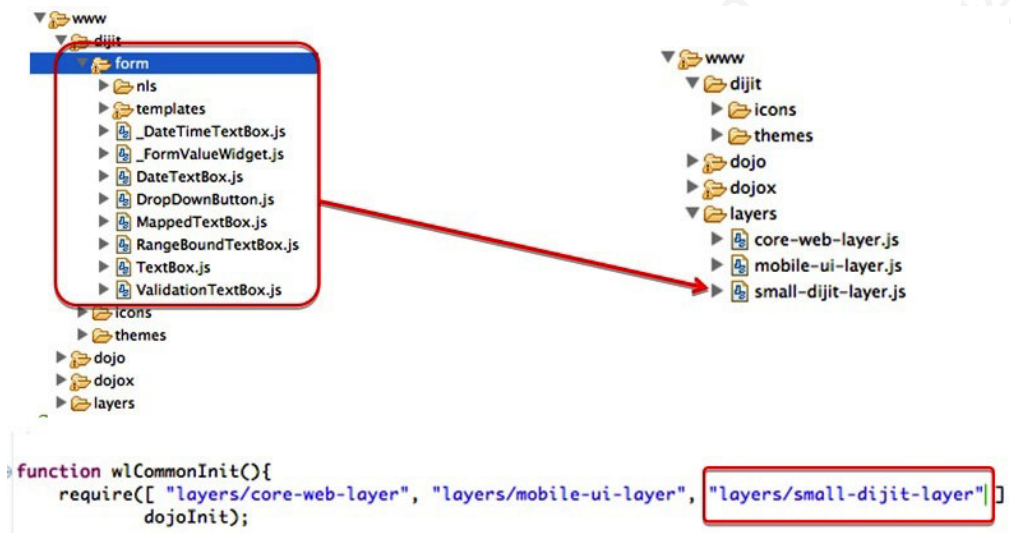 www
dijit
form
nls
templates
_DateTimeTextBox.js
_FormValueWidget.js
DateTextBox.js
DropDownButton.js
MappedTextBox.js
RangeBoundTextBox.js
TextBox.js
ValidationTextBox.js
icons
themes
dojo
dojox
layers
www
dijit
icons
themes
dojo
dojox
layers
core-web-layer.js
mobile-ui-layer.js
small-dijit-layer.js
function wlCommonInit(){
require([ "layers/core-web-layer", "layers/mobile-ui-layer", "layers/small-dijit-layer" ]
dojoInit);